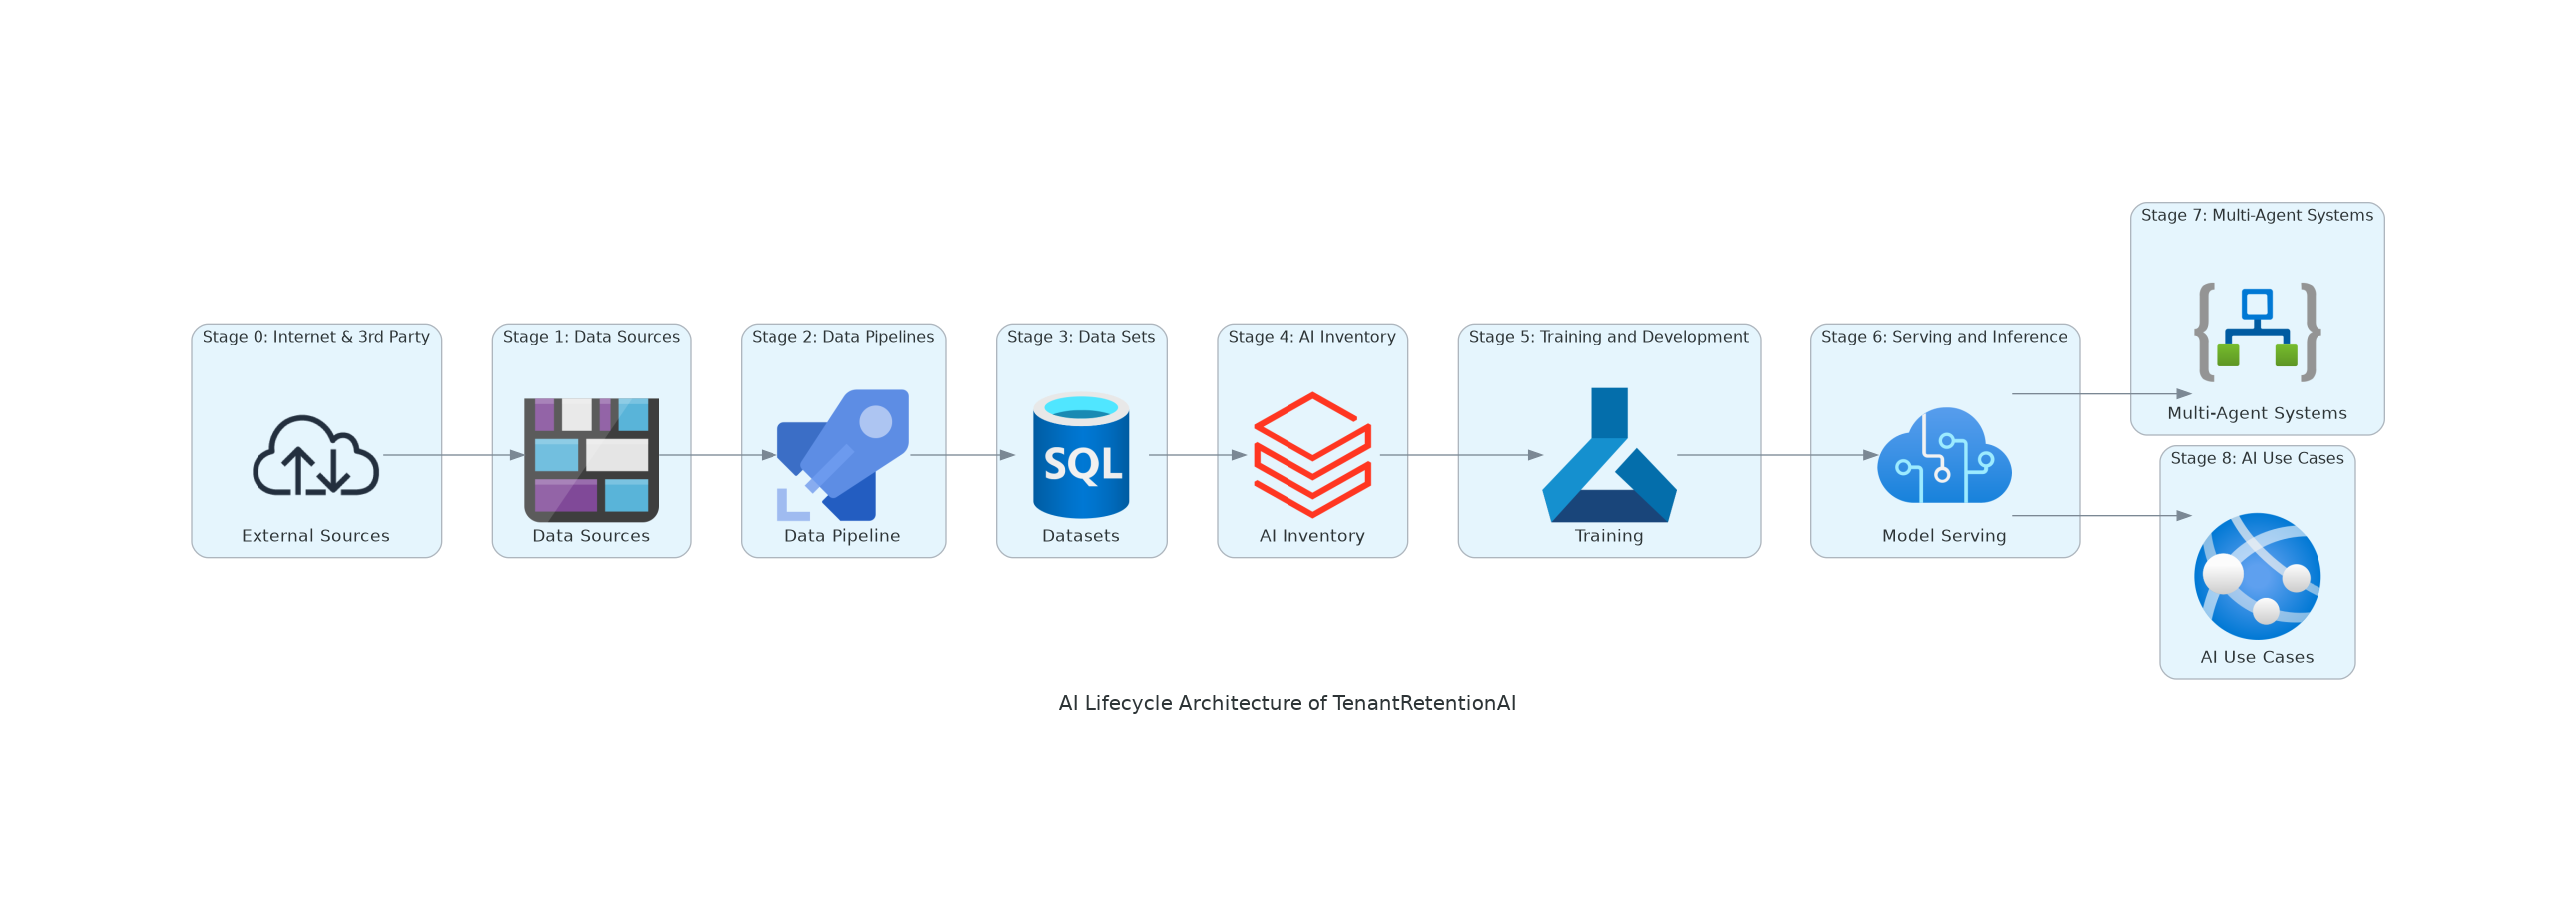 Stage 0: Internet & 3rd Party
External Sources
Stage 1: Data Sources
Data Sources
Stage 2: Data Pipelines
Data Pipeline
Stage 3: Data Sets
SQL
Datasets
Stage 4: AI Inventory
AI Inventory
Stage 5: Training and Development
Training
Stage 6: Serving and Inference
Model Serving
Stage 7: Multi-Agent Systems
Multi-Agent Systems
Stage 8: AI Use Cases
AI Use Cases
AI Lifecycle Architecture of TenantRetentionAI